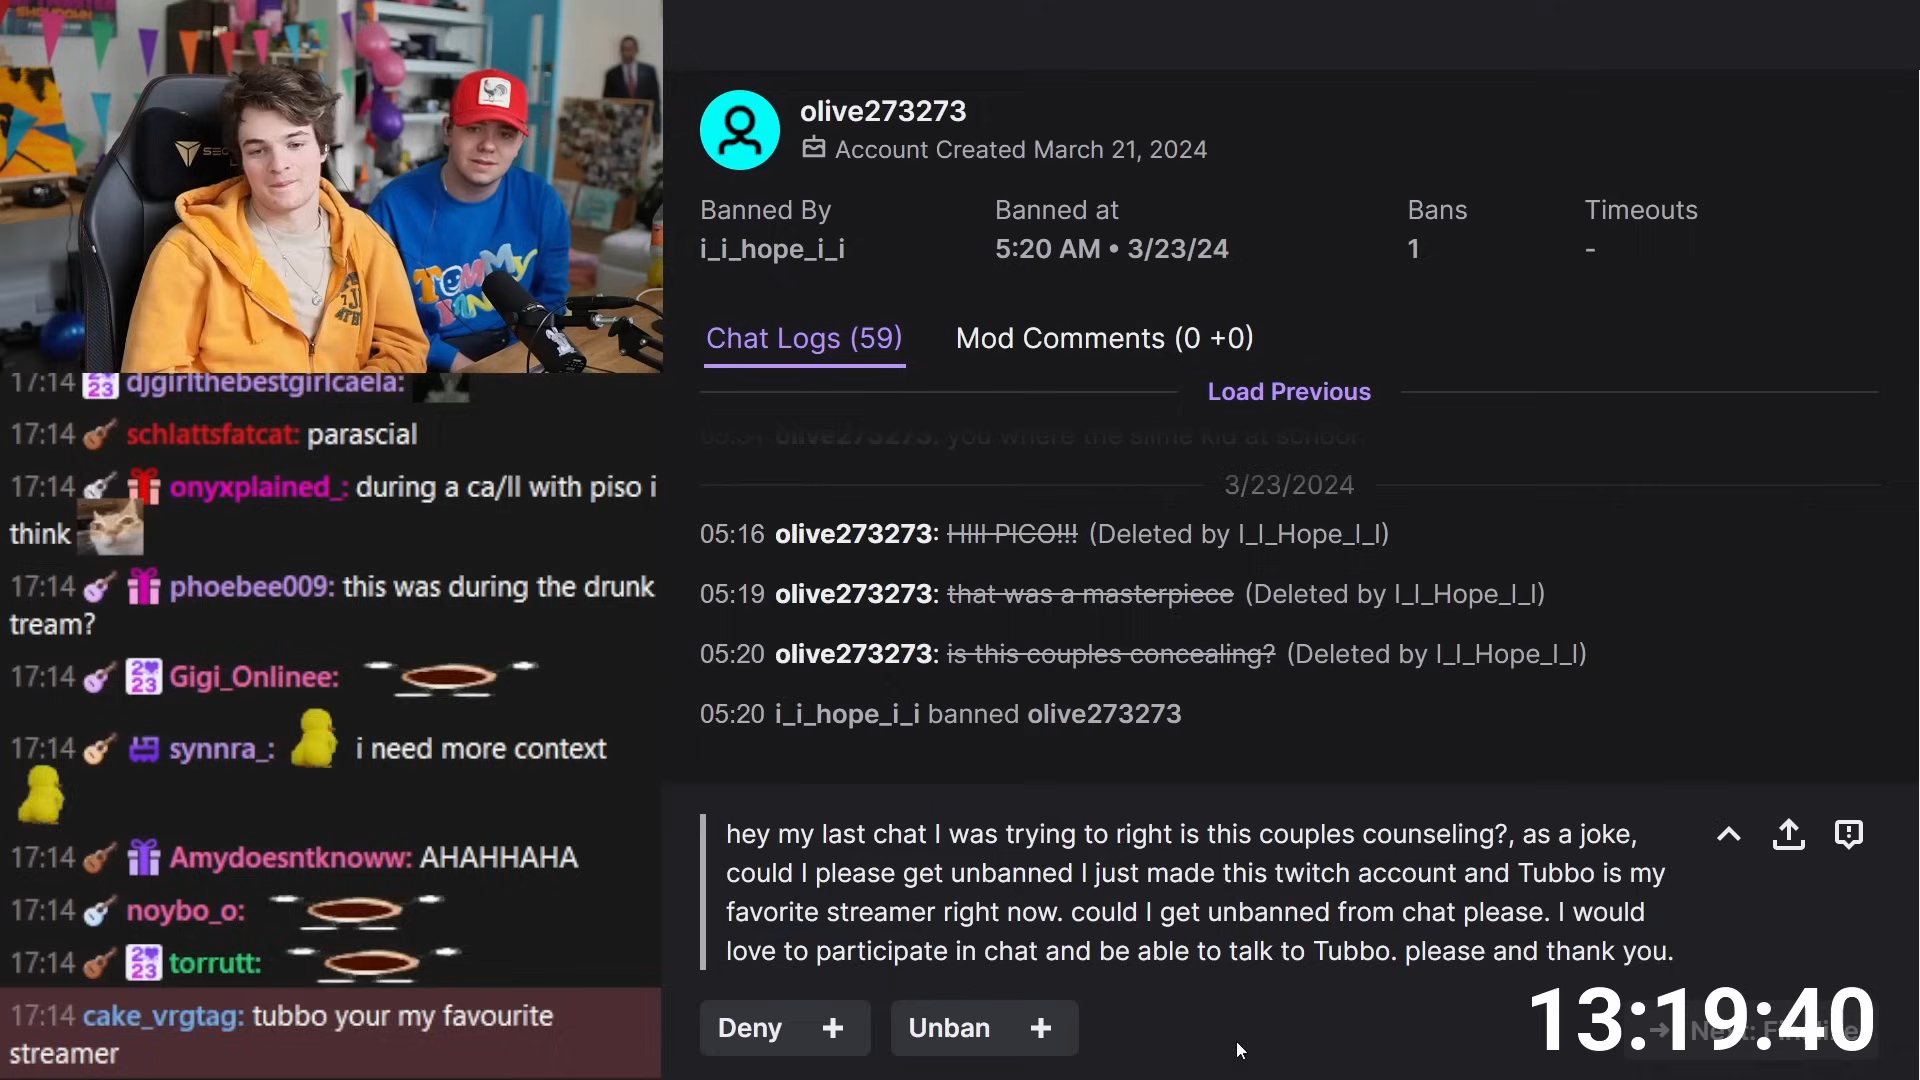 olive273273
Account Created March 21, 2024
Banned By
i_i_hope_i_i
Banned at
5:20 AM • 3/23/24
Bans
1
Timeouts
-
Chat Logs (59)
Mod Comments (0 +0)
Load Previous
olive273273: you where the slime kid at school
3/23/2024
05:16 olive273273: HIII PICO!!! (Deleted by I_I_Hope_I_I)
05:19 olive273273: that was a masterpiece (Deleted by I_I_Hope_I_I)
05:20 olive273273: is this couples concealing? (Deleted by I_I_Hope_I_I)
05:20 i_i_hope_i_i banned olive273273
hey my last chat I was trying to right is this couples counseling?, as a joke,
could I please get unbanned I just made this twitch account and Tubbo is my
favorite streamer right now. could I get unbanned from chat please. I would
love to participate in chat and be able to talk to Tubbo. please and thank you.
Deny +
Unban +
13:19:40
TOMMY
17:14 23 djgirlthebestgirlcaela:
17:14 schlattsfatcat: parascial
17:14 onyxplained_: during a ca/ll with piso i
think
17:14 phoebee009: this was during the drunk
tream?
17:14 2 23 Gigi_Onlinee:
17:14 synnra_: i need more context
17:14 Amydoesntknoww: AHAHHAHA
17:14 noybo_o:
17:14 2 23 torrutt:
17:14 cake_vrgtag: tubbo your my favourite
streamer